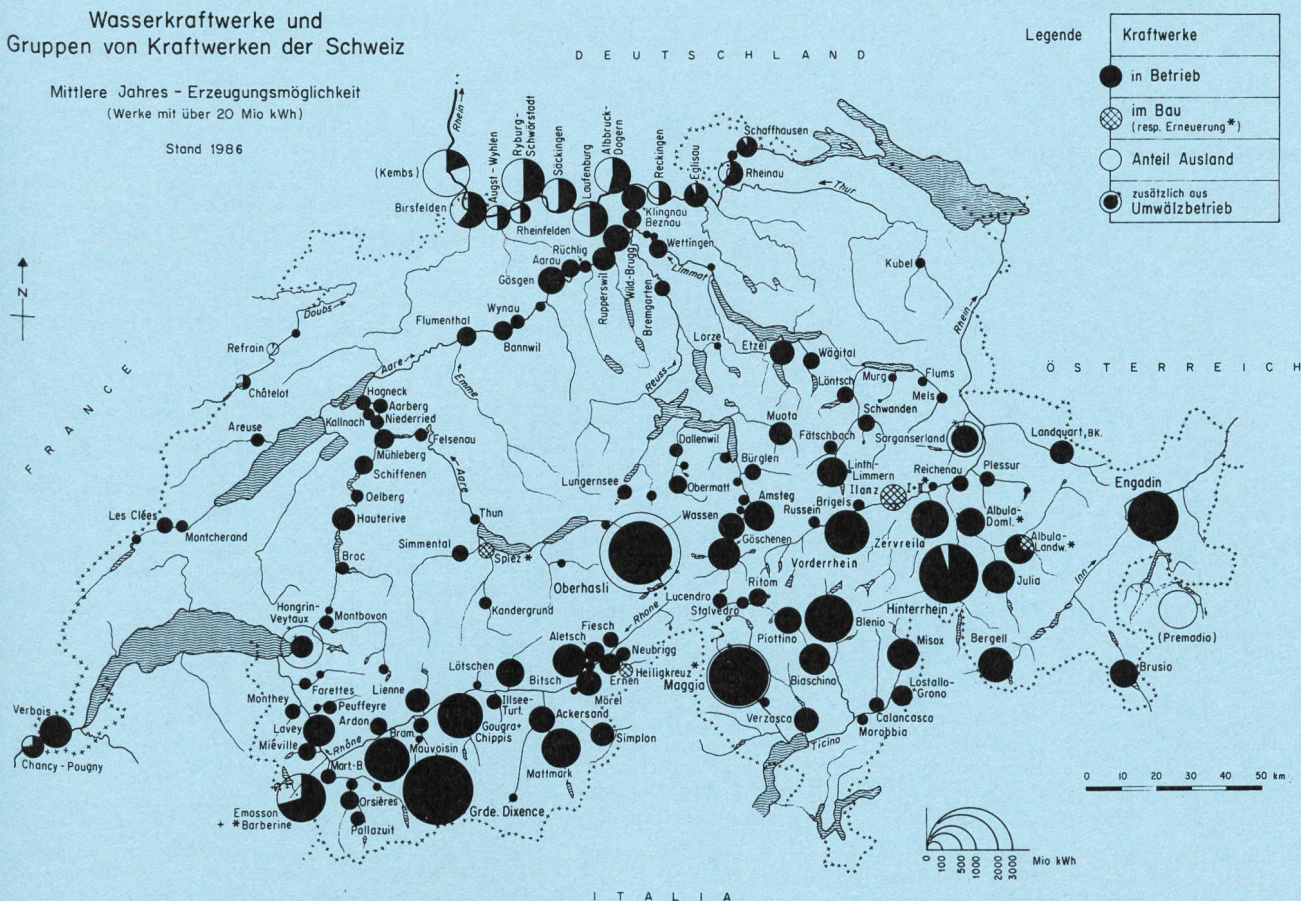 Wasserkraftwerke und
Gruppen von Kraftwerken der Schweiz
Mittlere Jahres - Erzeugungsmöglichkeit
(Werke mit über 20 Mio kWh)
Stand 1986
Legende
Kraftwerke
in Betrieb
im Bau
(resp. Erneuerung *)
Anteil Ausland
zusätzlich aus
Umwälzbetrieb
DEUTSCHLAND
ÖSTERREICH
FRANCE
ITALIA
N
Rhein
(Kembs)
Birsfelden
Augst-Wyhlen
Ryburg-
Schwörstadt
Rheinfelden
Säckingen
Laufenburg
Albbruck-
Dogern
Reckingen
Eglisau
Schaffhausen
Rheinau
Thur
Klingnau
Beznau
Wettingen
Limmat
Rüchlig
Aarau
Gösgen
Rupperswil
Wild.-Brugg
Bremgarten
Kubel
Rhein
Doubs
Refrain
Châtelot
Flumenthal
Wynau
Bannwil
Aare
Emme
Reuss
Lorze
Etzel
Wägital
Löntsch
Murg
Flums
Mels
Schwanden
Hagneck
Aarberg
Kallnach
Niederried
Areuse
Felsenau
Mühleberg
Schiffenen
Oelberg
Hauterive
Broc
Aare
Thun
Simmental
Spiez *
Kandergrund
Oberhasli
Lungernsee
Dallenwil
Obermatt
Bürglen
Muota
Fätschbach
Sarganserland
Landquart, BK.
Linth-
Limmern
Reichenau
Plessur
Ilanz
I+II *
Brigels
Russein
Amsteg
Wassen
Göschenen
Vorderrhein
Zervreila
Albula-
Doml. *
Albula-
Landw. *
Julia
Engadin
Inn
(Premadio)
Hinterrhein
Bergell
Brusio
Les Clées
Montcherand
Hongrin-
Veytaux
Montbovon
Lucendro
Stalvedro
Ritom
Piottino
Blenio
Biaschina
Misox
Lostallo-
Grono
Calancasca
Morobbia
Ticino
Verzasca
Maggia
Rhone
Fiesch
Aletsch
Neubrigg
Heiligkreuz *
Ernen
Bitsch
Mörel
Lötschen
Illsee-
Turt.
Ackersand
Simplon
Mattmark
Gougra+
Chippis
Lienne
Farettes
Peuffeyre
Monthey
Lavey
Ardon
Bram.
Miéville
Rhône
Mart.-B.
Mauvoisin
Grde. Dixence
Orsières
Pallazuit
Emosson
+ * Barberine
Verbois
Chancy-Pougny
0 10 20 30 40 50 km
0
100
500
1000
2000
3000
Mio kWh